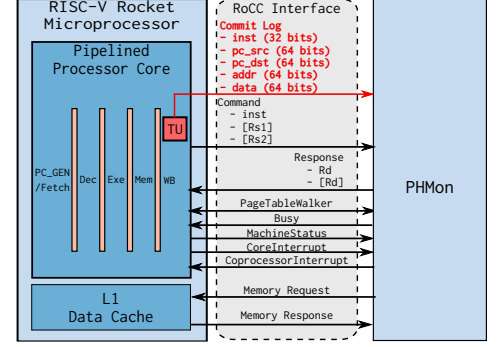 RISC-V Rocket
Microprocessor
Pipelined
Processor Core
PC_GEN
/Fetch
Dec
Exe
Mem
WB
TU
L1
Data Cache
RoCC Interface
Commit Log
- inst (32 bits)
- pc_src (64 bits)
- pc_dst (64 bits)
- addr (64 bits)
- data (64 bits)
Command
- inst
- [Rs1]
- [Rs2]
Response
- Rd
- [Rd]
PageTableWalker
Busy
MachineStatus
CoreInterrupt
CoprocessorInterrupt
Memory Request
Memory Response
PHMon